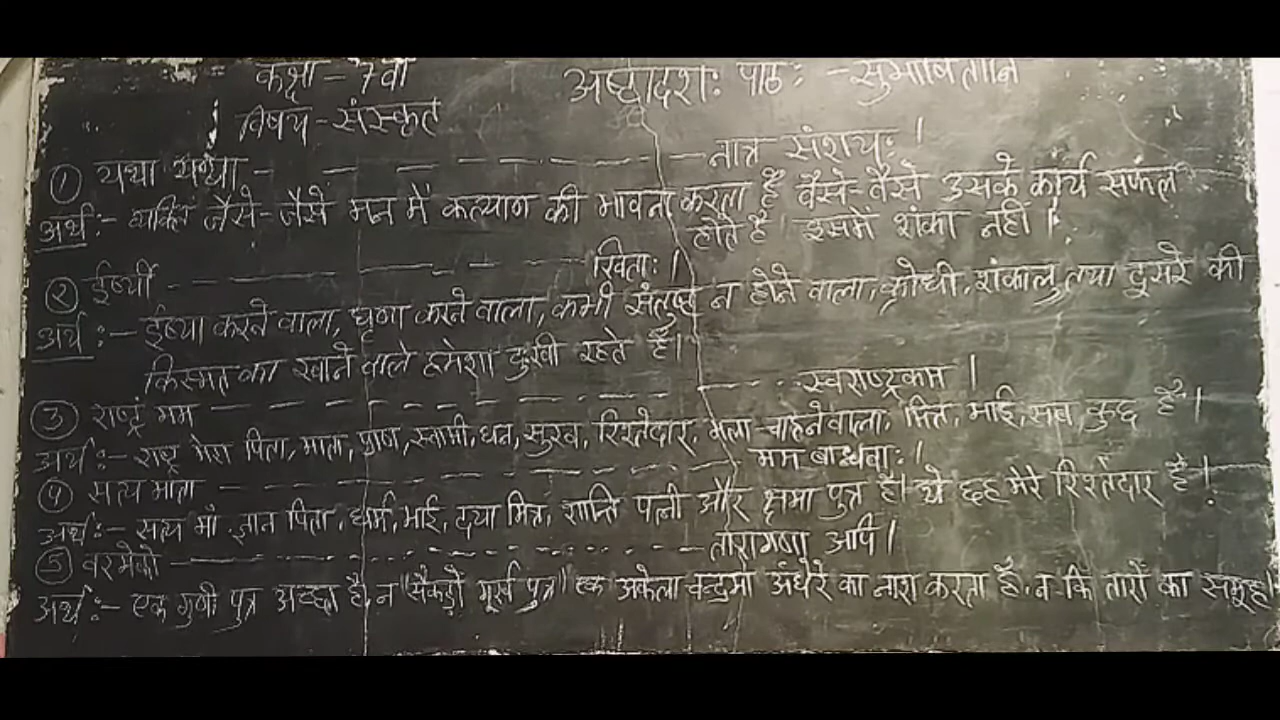 कक्षा - 7वी अष्टादशः पाठः - सुभाषितानि
विषय - संस्कृत
① यथा यथा - - - - - - - - नात्र संशयः ।
अर्थ :- व्यक्ति जैसे-जैसे मन में कल्याण की भावना करता है वैसे-वैसे उसके कार्य सफल
होते है इसमें शंका नहीं ।
② ईर्ष्यी - - - - - - - - खिताः ।
अर्थ :- ईष्या करने वाला, घृणा करने वाला, कभी संतुष्ट न होने वाला, क्रोधी, शंकालु तथा दुसरे की
किस्मत का खाने वाले हमेशा दुःखी रहते है।
③ राष्ट्रं मम - - - - - - - - स्वराष्ट्रकम ।
अर्थ :- राष्ट्र मेरा पिता, माता, प्राण, स्वामी, धन, सुख, रिश्तेदार, भला चाहनेवाला, मित्र, भाई, सब कुछ है।
④ सत्य माता - - - - - - - - मम बान्धवाः ।
अर्थ :- सत्य माँ, ज्ञान पिता, धर्म, भाई, दया मित्र, शान्ति पत्नी और क्षमा पुत्र है। ये छह मेरे रिश्तेदार है।
⑤ वरमेको - - - - - - - - तारागणा अपि ।
अर्थ :- एक गुणी पुत्र अच्छा है, न "सैकड़ो मूर्ख पुत्र" एक अकेला चन्द्रमा अंधेरे का नाश करता है, न कि तारों का समूह।